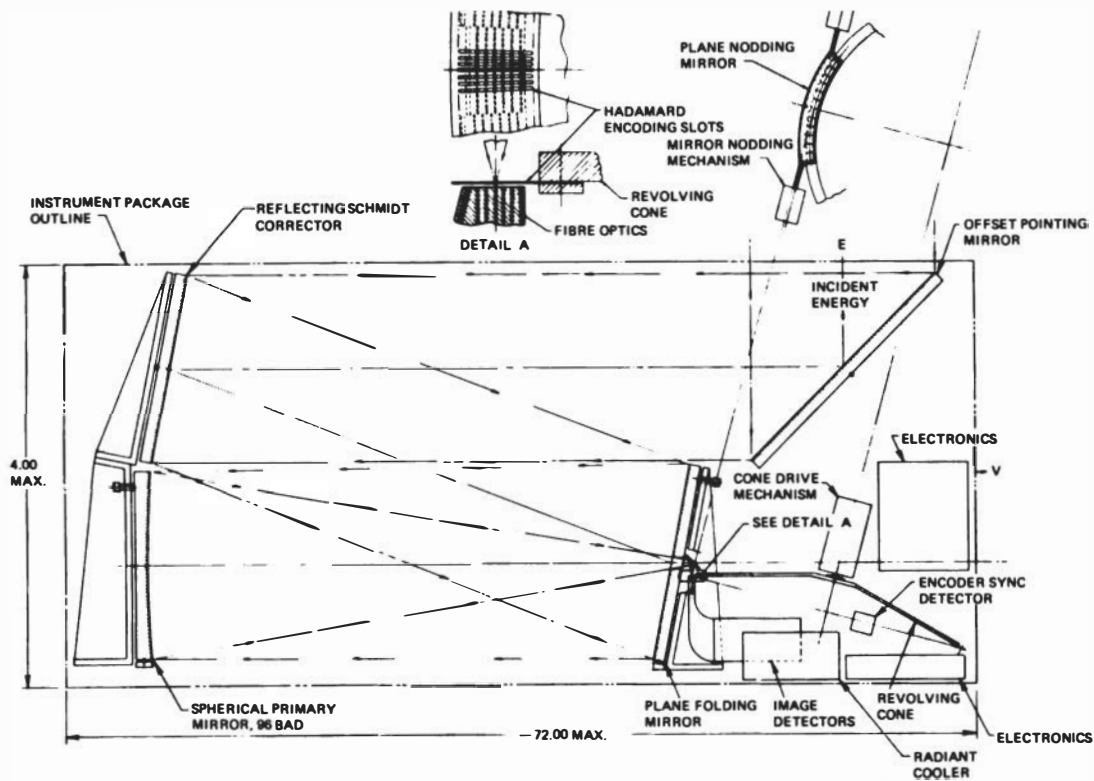 PLANE NODDING
MIRROR
HADAMARD
ENCODING SLOTS
MIRROR NODDING
MECHANISM
REVOLVING
CONE
FIBRE OPTICS
DETAIL A
INSTRUMENT PACKAGE
OUTLINE
REFLECTING SCHMIDT
CORRECTOR
OFFSET POINTING
MIRROR
E
INCIDENT
ENERGY
ELECTRONICS
V
4.00
MAX.
CONE DRIVE
MECHANISM
SEE DETAIL A
ENCODER SYNC
DETECTOR
SPHERICAL PRIMARY
MIRROR, 96 BAD
PLANE FOLDING
MIRROR
IMAGE
DETECTORS
REVOLVING
CONE
ELECTRONICS
72.00 MAX.
RADIANT
COOLER